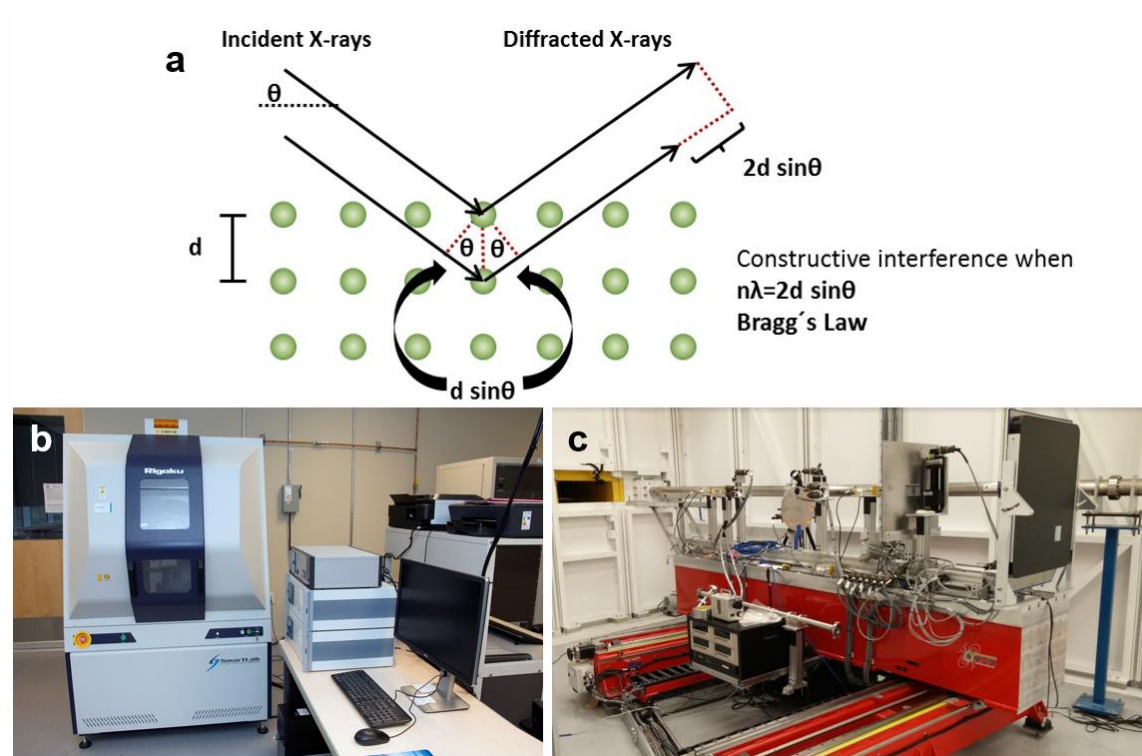 a
Incident X-rays
Diffracted X-rays
θ
2d sinθ
d
θ θ
Constructive interference when
nλ=2d sinθ
Bragg´s Law
d sinθ
b
Rigaku
SmartLab
c